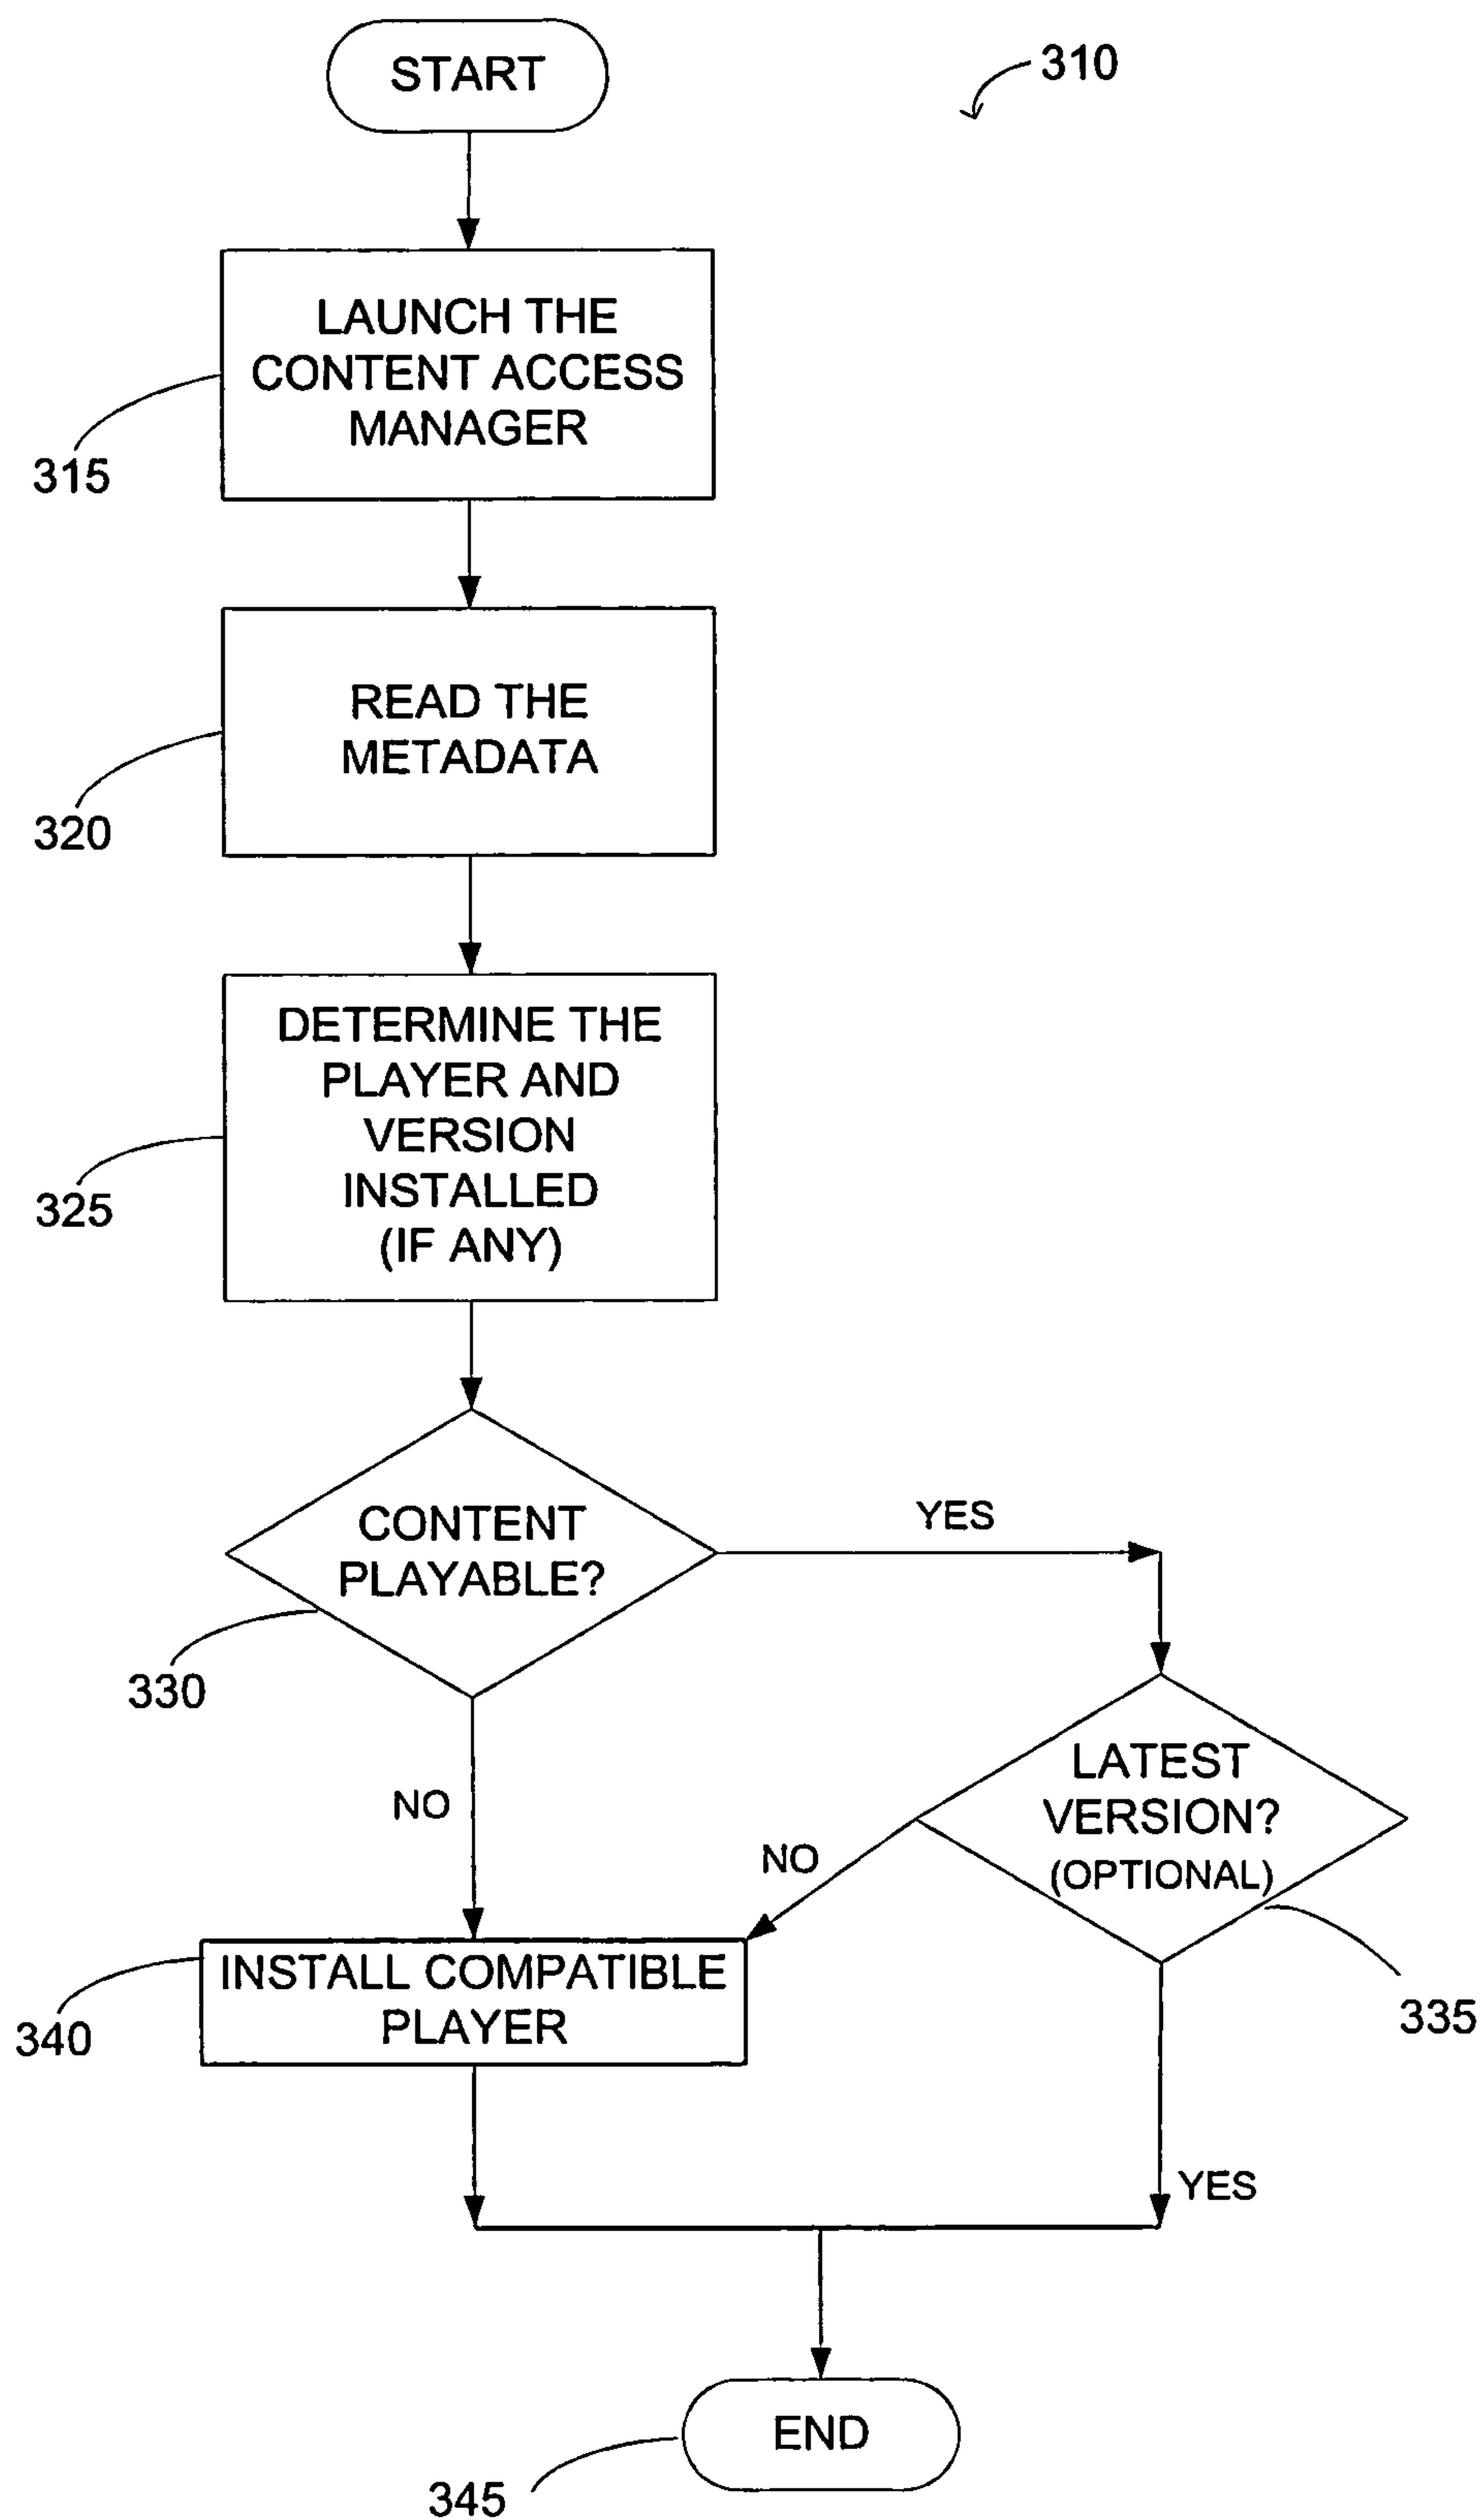 START
310
LAUNCH THE
CONTENT ACCESS
MANAGER
315
READ THE
METADATA
320
DETERMINE THE
PLAYER AND
VERSION
INSTALLED
(IF ANY)
325
CONTENT
PLAYABLE?
YES
330
LATEST
VERSION?
(OPTIONAL)
NO
NO
335
INSTALL COMPATIBLE
PLAYER
340
YES
END
345